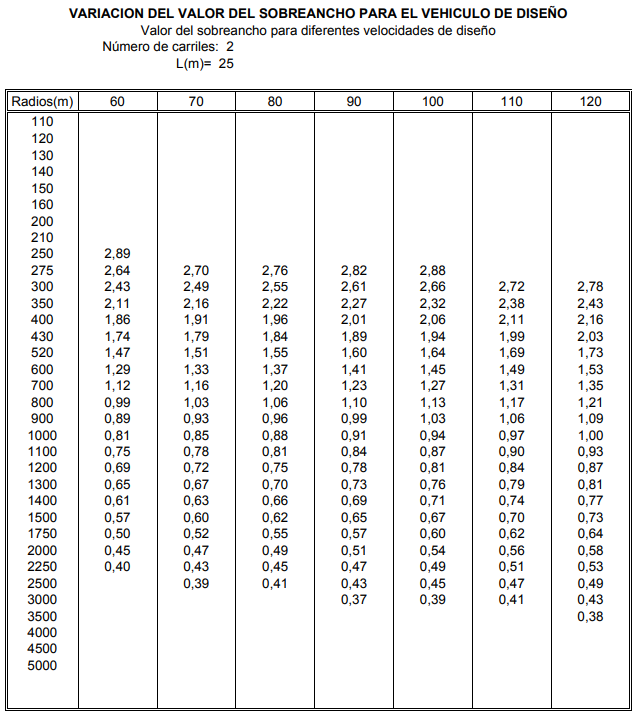 VARIACION DEL VALOR DEL SOBREANCHO PARA EL VEHICULO DE DISEÑO
Valor del sobreancho para diferentes velocidades de diseño
Número de carriles: 2
L(m)= 25
Radios(m) 60 70 80 90 100 110 120
110
120
130
140
150
160
200
210
250 2,89
275 2,64 2,70 2,76 2,82 2,88
300 2,43 2,49 2,55 2,61 2,66 2,72 2,78
350 2,11 2,16 2,22 2,27 2,32 2,38 2,43
400 1,86 1,91 1,96 2,01 2,06 2,11 2,16
430 1,74 1,79 1,84 1,89 1,94 1,99 2,03
520 1,47 1,51 1,55 1,60 1,64 1,69 1,73
600 1,29 1,33 1,37 1,41 1,45 1,49 1,53
700 1,12 1,16 1,20 1,23 1,27 1,31 1,35
800 0,99 1,03 1,06 1,10 1,13 1,17 1,21
900 0,89 0,93 0,96 0,99 1,03 1,06 1,09
1000 0,81 0,85 0,88 0,91 0,94 0,97 1,00
1100 0,75 0,78 0,81 0,84 0,87 0,90 0,93
1200 0,69 0,72 0,75 0,78 0,81 0,84 0,87
1300 0,65 0,67 0,70 0,73 0,76 0,79 0,81
1400 0,61 0,63 0,66 0,69 0,71 0,74 0,77
1500 0,57 0,60 0,62 0,65 0,67 0,70 0,73
1750 0,50 0,52 0,55 0,57 0,60 0,62 0,64
2000 0,45 0,47 0,49 0,51 0,54 0,56 0,58
2250 0,40 0,43 0,45 0,47 0,49 0,51 0,53
2500 0,39 0,41 0,43 0,45 0,47 0,49
3000 0,37 0,39 0,41 0,43
3500 0,38
4000
4500
5000